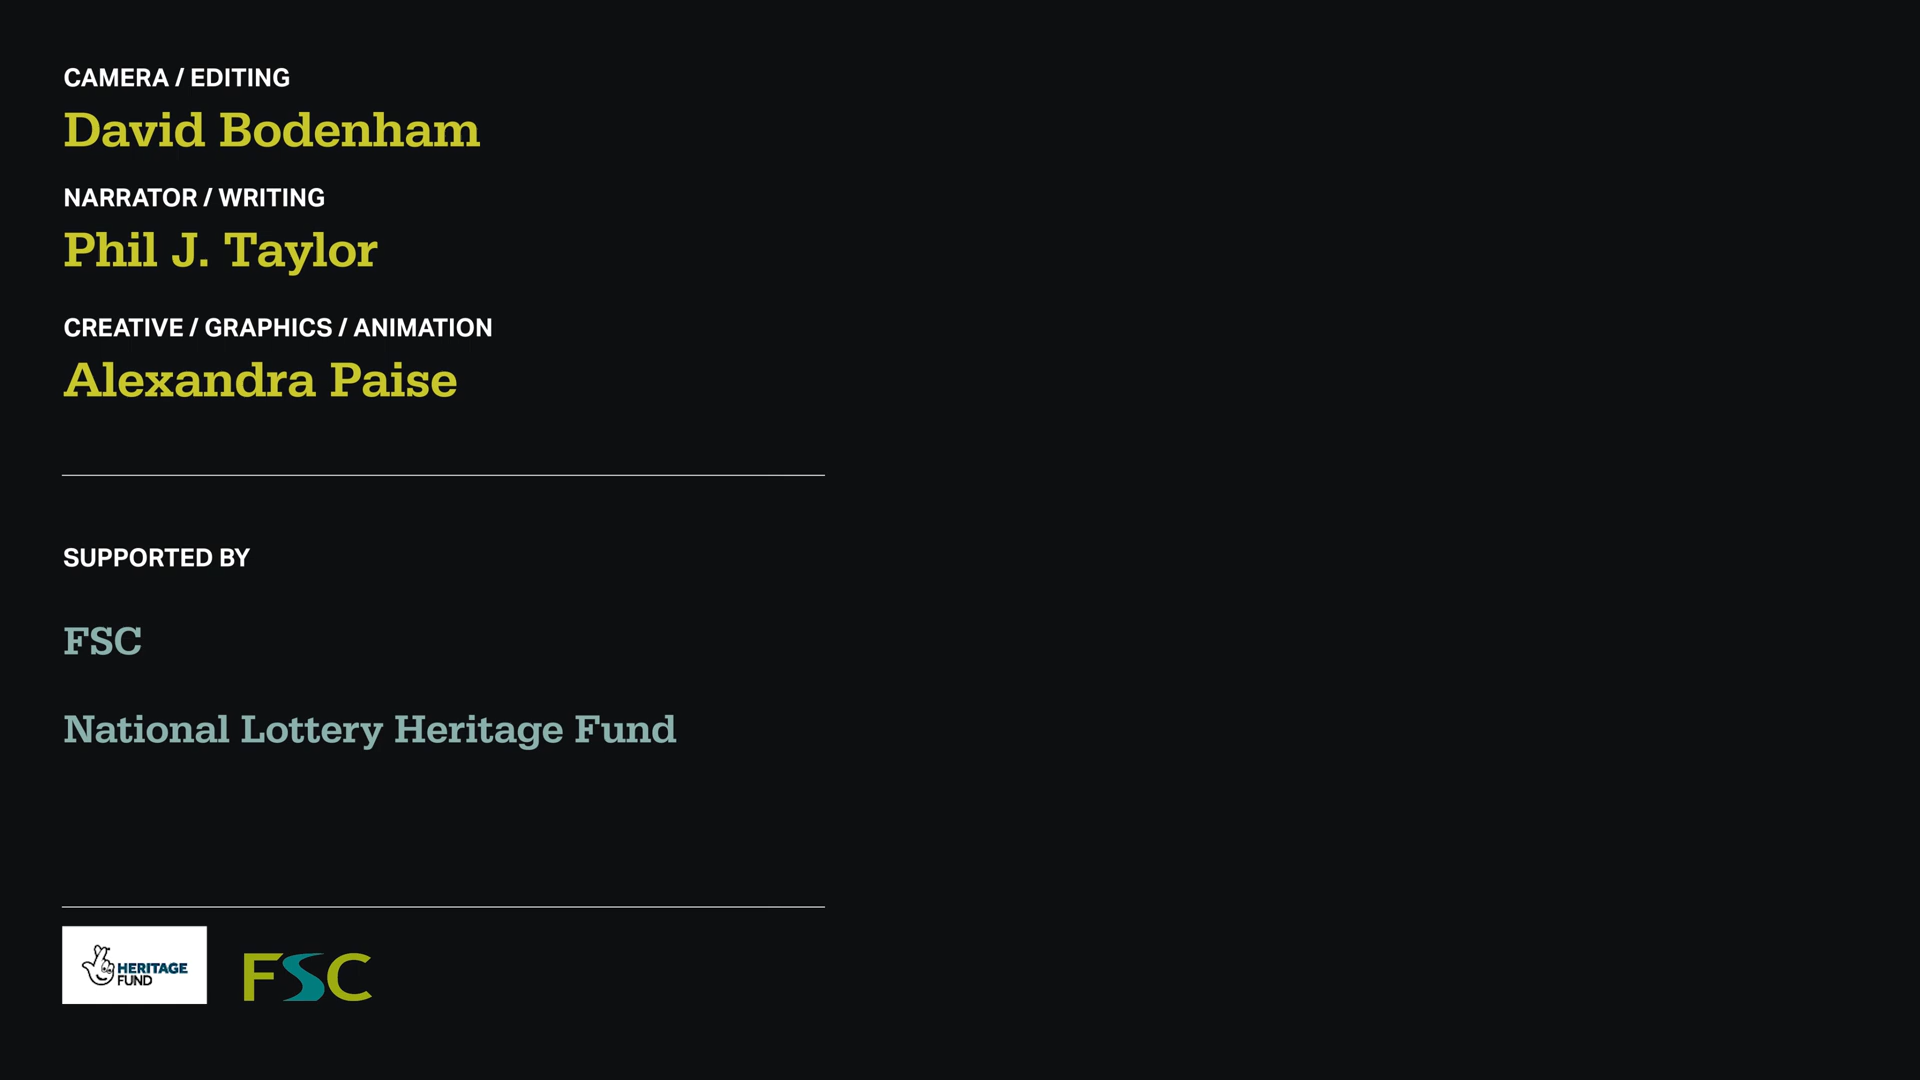 CAMERA / EDITING
David Bodenham
NARRATOR / WRITING
Phil J. Taylor
CREATIVE / GRAPHICS / ANIMATION
Alexandra Paise
SUPPORTED BY
FSC
National Lottery Heritage Fund
HERITAGE
FUND
FSC